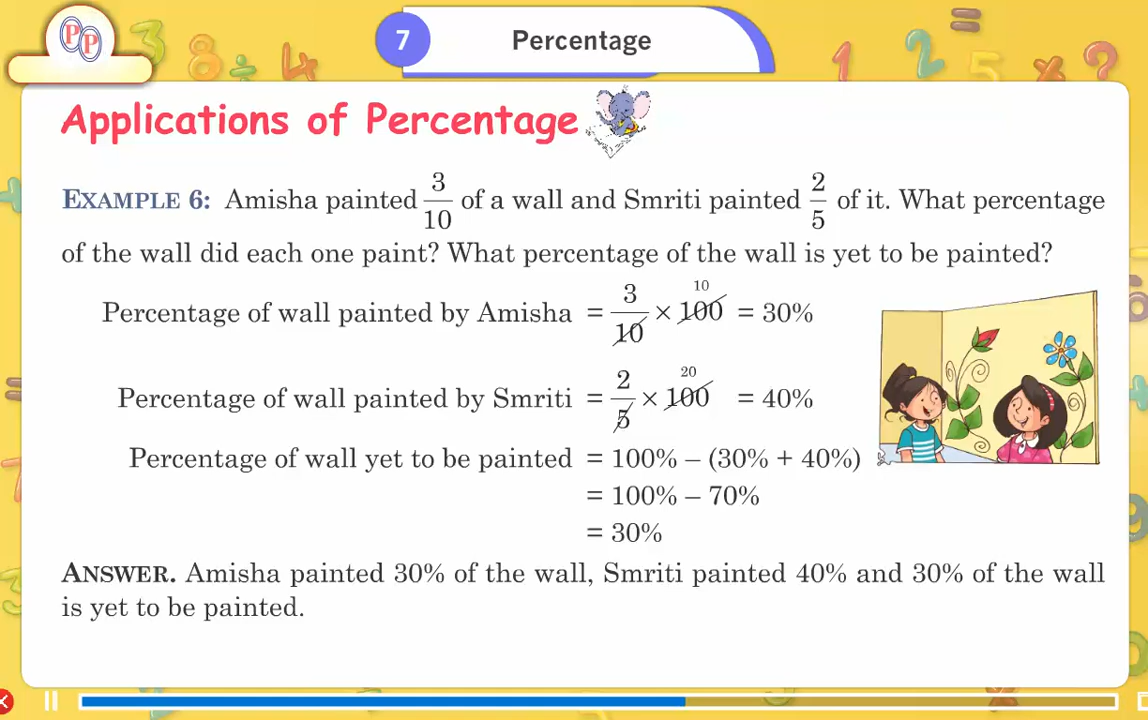 PP
7
Percentage
Applications of Percentage
EXAMPLE 6: Amisha painted 3/10 of a wall and Smriti painted 2/5 of it. What percentage
of the wall did each one paint? What percentage of the wall is yet to be painted?
Percentage of wall painted by Amisha = 3/10 × 100 10 = 30%
Percentage of wall painted by Smriti = 2/5 × 100 20 = 40%
Percentage of wall yet to be painted = 100% – (30% + 40%)
= 100% – 70%
= 30%
ANSWER. Amisha painted 30% of the wall, Smriti painted 40% and 30% of the wall
is yet to be painted.